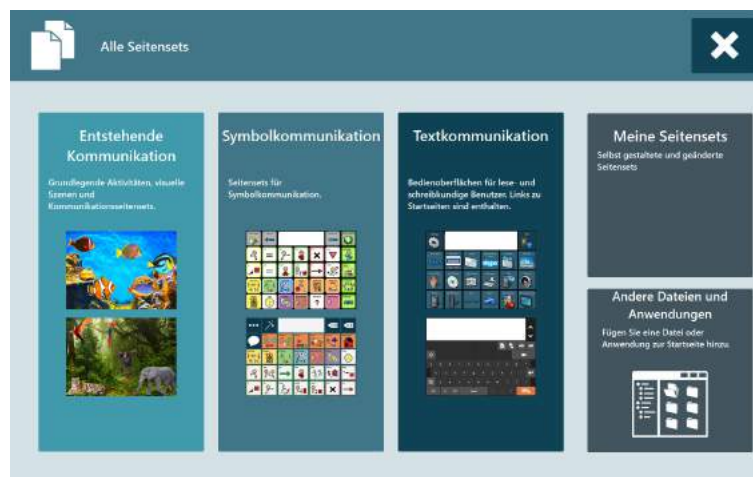 Alle Seitensets
Entstehende
Kommunikation
Grundlegende Aktivitäten, visuelle
Szenen und
Kommunikationsseitensets.
Symbolkommunikation
Seitensets für
Symbolkommunikation.
Textkommunikation
Bedienoberflächen für lese- und
schreibkundige Benutzer. Links zu
Startseiten sind enthalten.
Meine Seitensets
Selbst gestaltete und geänderte
Seitensets
Andere Dateien und
Anwendungen
Fügen Sie eine Datei oder
Anwendung zur Startseite hinzu.